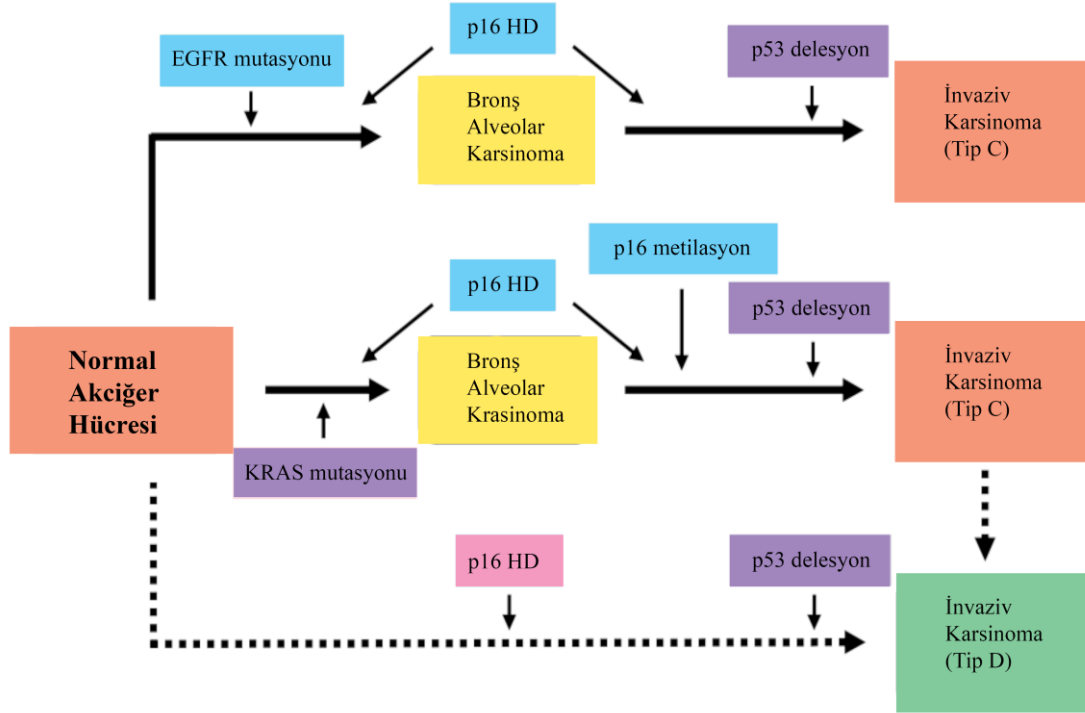 p16 HD
EGFR mutasyonu
p53 delesyon
Bronş
Alveolar
Karsinoma
İnvaziv
Karsinoma
(Tip C)
p16 metilasyon
p16 HD
p53 delesyon
Normal
Akciğer
Hücresi
Bronş
Alveolar
Krasinoma
İnvaziv
Karsinoma
(Tip C)
KRAS mutasyonu
p16 HD
p53 delesyon
İnvaziv
Karsinoma
(Tip D)